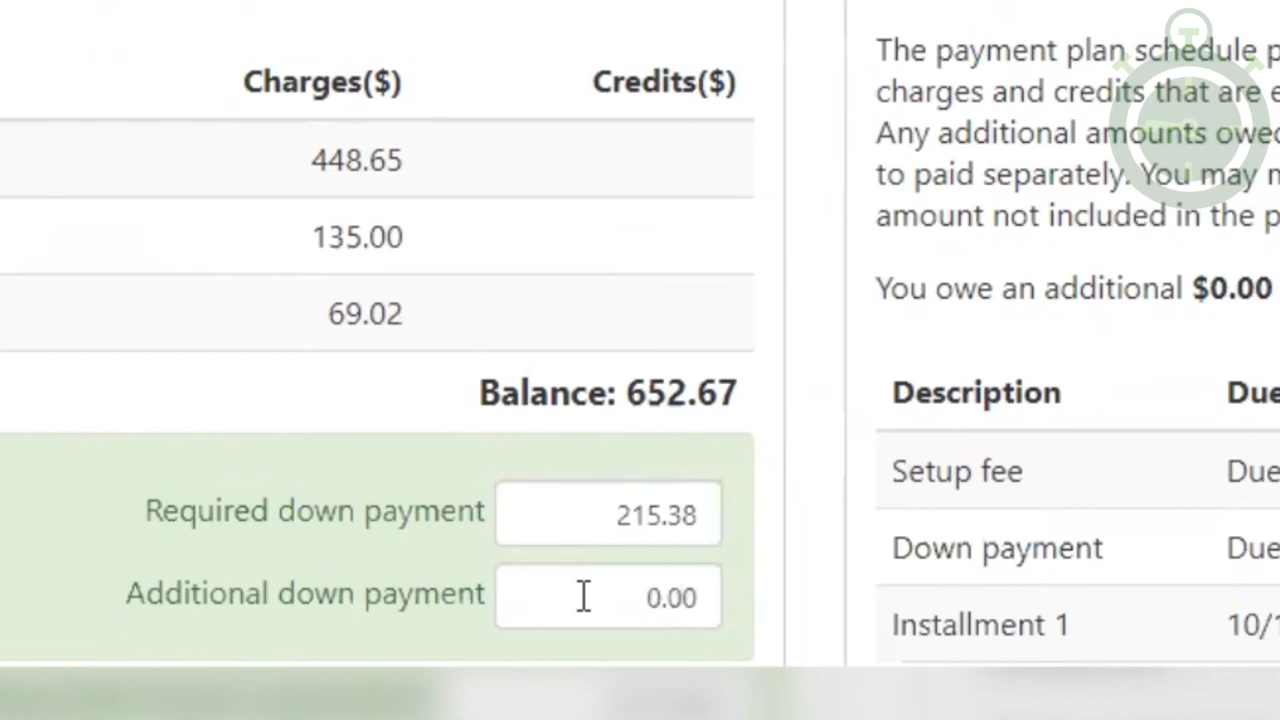 Charges($) Credits($)
448.65
135.00
69.02
Balance: 652.67
Required down payment 215.38
Additional down payment 0.00
The payment plan schedule p
charges and credits that are e
Any additional amounts owed
to paid separately. You may m
amount not included in the p
You owe an additional $0.00
Description Due
Setup fee Due
Down payment Due
Installment 1 10/1